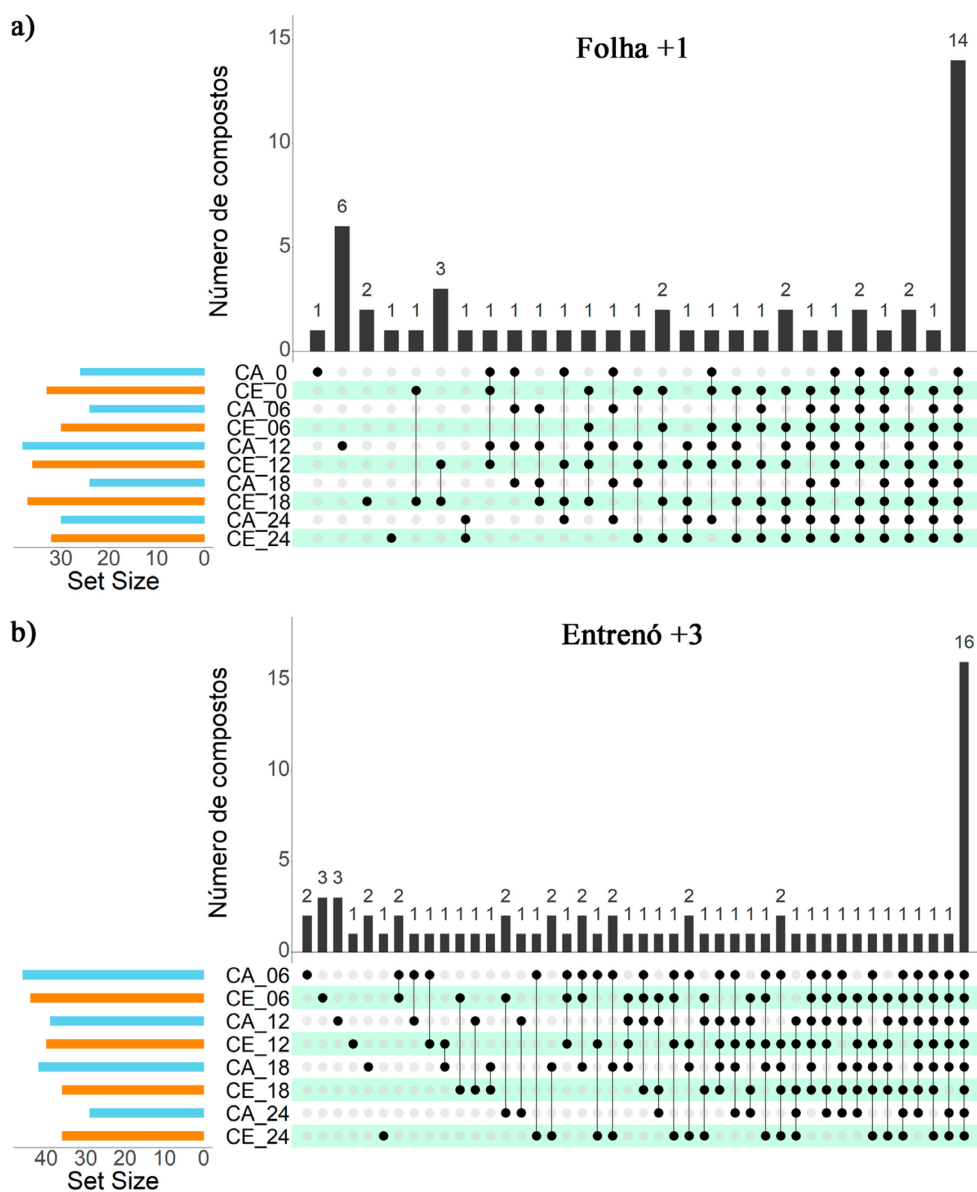 a)
Folha +1
Número de compostos
15
10
5
0
1 6 2 1 1 3 1 1 1 1 1 1 1 1 2 1 1 1 1 2 1 1 2 1 2 1 14
CA_0
CE_0
CA_06
CE_06
CA_12
CE_12
CA_18
CE_18
CA_24
CE_24
30 20 10 0
Set Size
b)
Entrenó +3
Número de compostos
15
10
5
0
2 3 3 1 2 1 2 1 1 1 1 1 1 2 1 1 2 1 2 1 2 1 1 1 1 2 1 1 1 1 1 2 1 1 1 1 1 1 1 1 1 1 1 16
CA_06
CE_06
CA_12
CE_12
CA_18
CE_18
CA_24
CE_24
40 30 20 10 0
Set Size